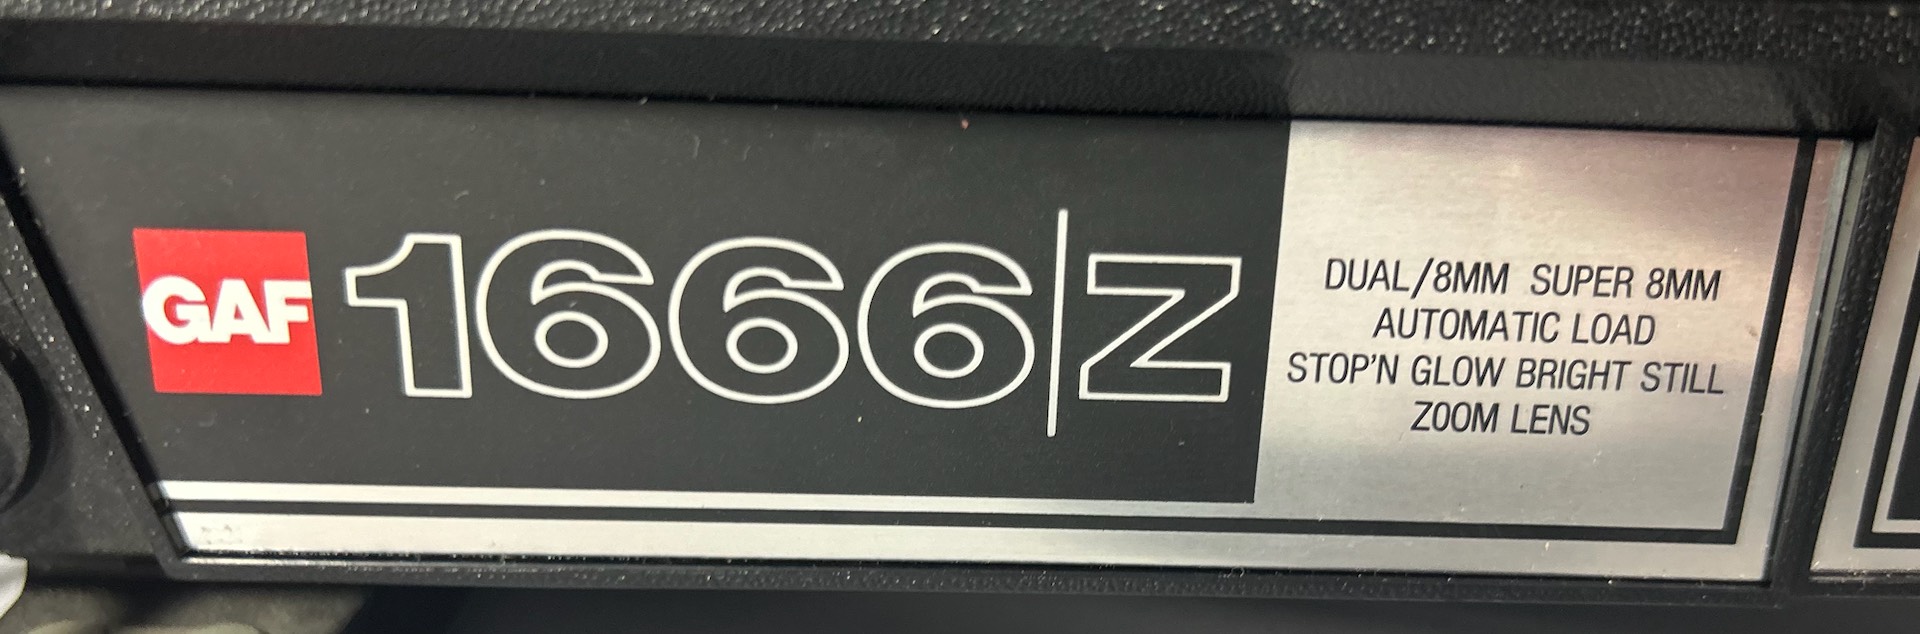 GAF 1666|Z
DUAL/8MM SUPER 8MM
AUTOMATIC LOAD
STOP'N GLOW BRIGHT STILL
ZOOM LENS